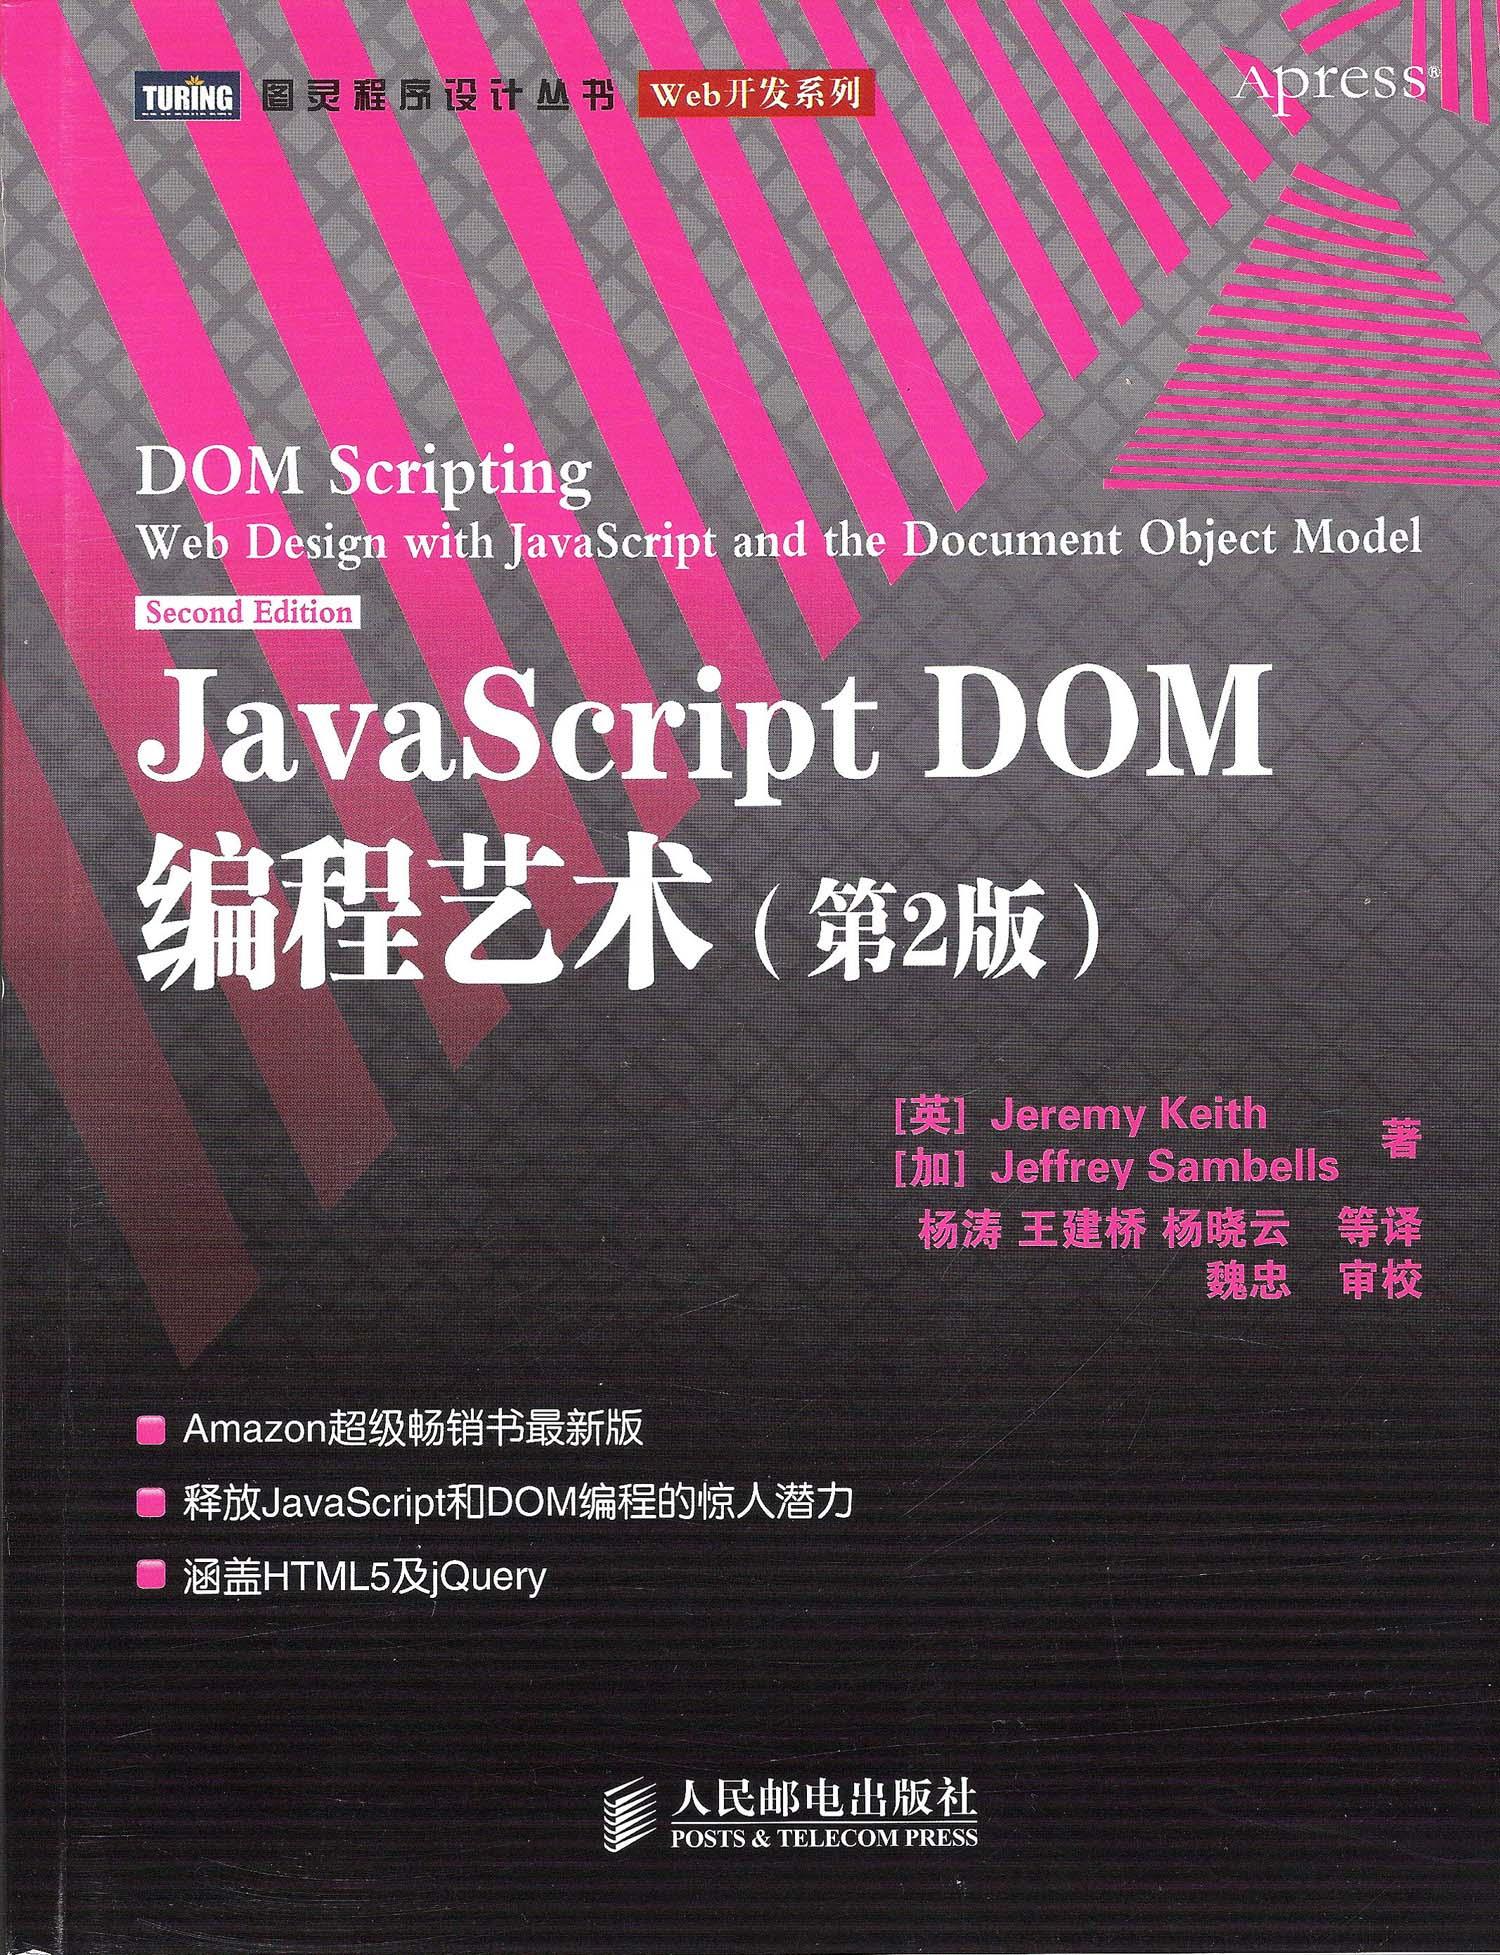 TURING 图灵程序设计丛书 Web开发系列
Apress®
DOM Scripting
Web Design with JavaScript and the Document Object Model
Second Edition
JavaScript DOM
编程艺术（第2版）
[英] Jeremy Keith
[加] Jeffrey Sambells 著
杨涛 王建桥 杨晓云 等译
魏忠 审校
Amazon超级畅销书最新版
释放JavaScript和DOM编程的惊人潜力
涵盖HTML5及jQuery
人民邮电出版社
POSTS & TELECOM PRESS